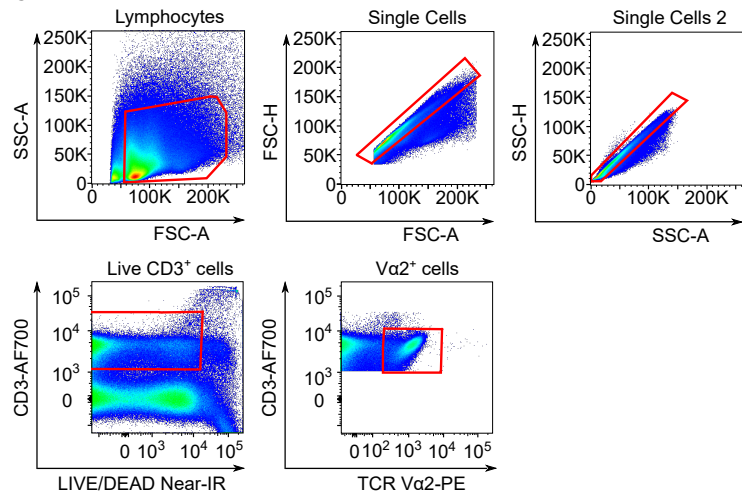 Lymphocytes
250K
200K
150K
100K
50K
0
SSC-A
0
100K
200K
FSC-A
Single Cells
250K
200K
150K
100K
50K
0
FSC-H
0
100K
200K
FSC-A
Single Cells 2
250K
200K
150K
100K
50K
0
SSC-H
0
100K
200K
SSC-A
Live CD3⁺ cells
10⁵
10⁴
10³
0
CD3-AF700
0
10³
10⁴
10⁵
LIVE/DEAD Near-IR
Vα2⁺ cells
10⁵
10⁴
10³
0
CD3-AF700
0
10²
10³
10⁴
10⁵
TCR Vα2-PE